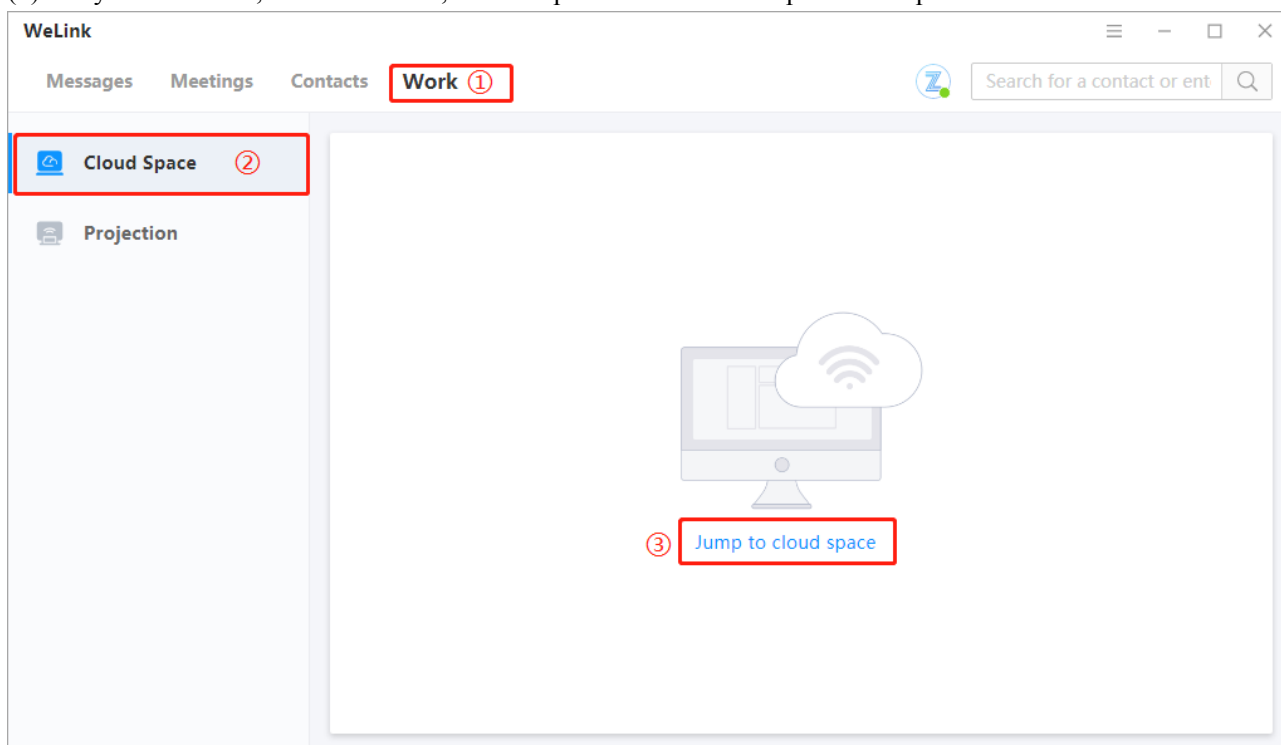 WeLink
Messages Meetings Contacts Work ① Search for a contact or ent
Cloud Space ②
Projection
③ Jump to cloud space